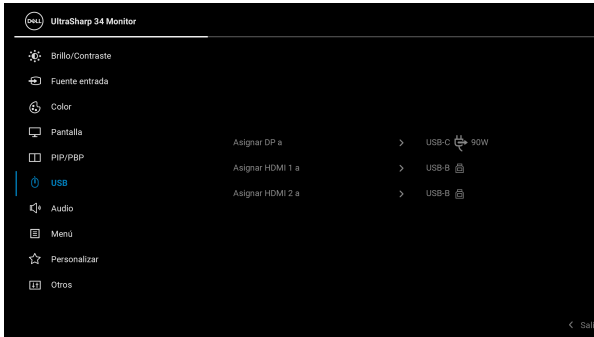 DELL UltraSharp 34 Monitor
Brillo/Contraste
Fuente entrada
Color
Pantalla
Asignar DP a USB-C 90W
PIP/PBP
Asignar HDMI 1 a USB-B
USB
Asignar HDMI 2 a USB-B
Audio
Menú
Personalizar
Otros